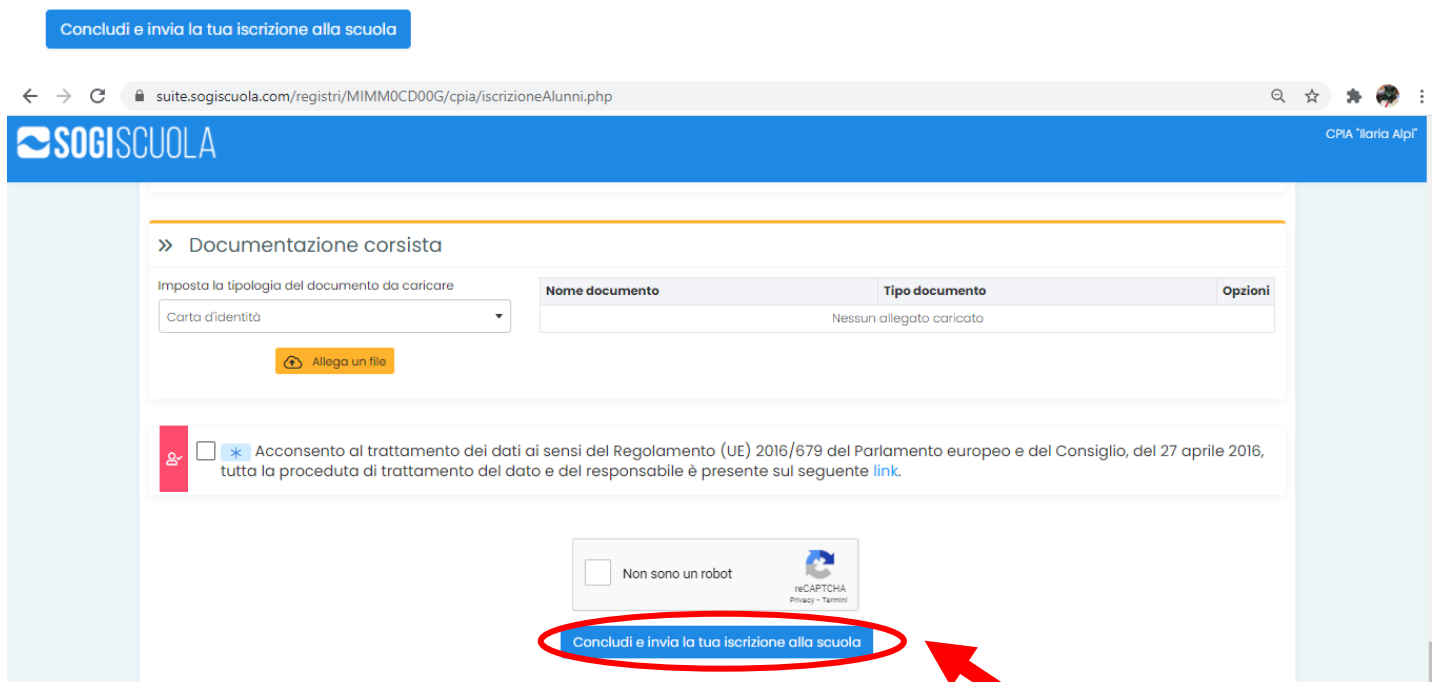 Concludi e invia la tua iscrizione alla scuola
suite.sogiscuola.com/registri/MIMM0CD00G/cpia/iscrizioneAlunni.php
SOGISCUOLA
CPIA "Ilaria Alpi"
Documentazione corsista
Imposta la tipologia del documento da caricare
Carta d'identità
Nome documento Tipo documento Opzioni
Nessun allegato caricato
Allega un file
* Acconsento al trattamento dei dati ai sensi del Regolamento (UE) 2016/679 del Parlamento europeo e del Consiglio, del 27 aprile 2016,
tutta la proceduta di trattamento del dato e del responsabile è presente sul seguente link.
Non sono un robot
reCAPTCHA
Privacy - Termini
Concludi e invia la tua iscrizione alla scuola